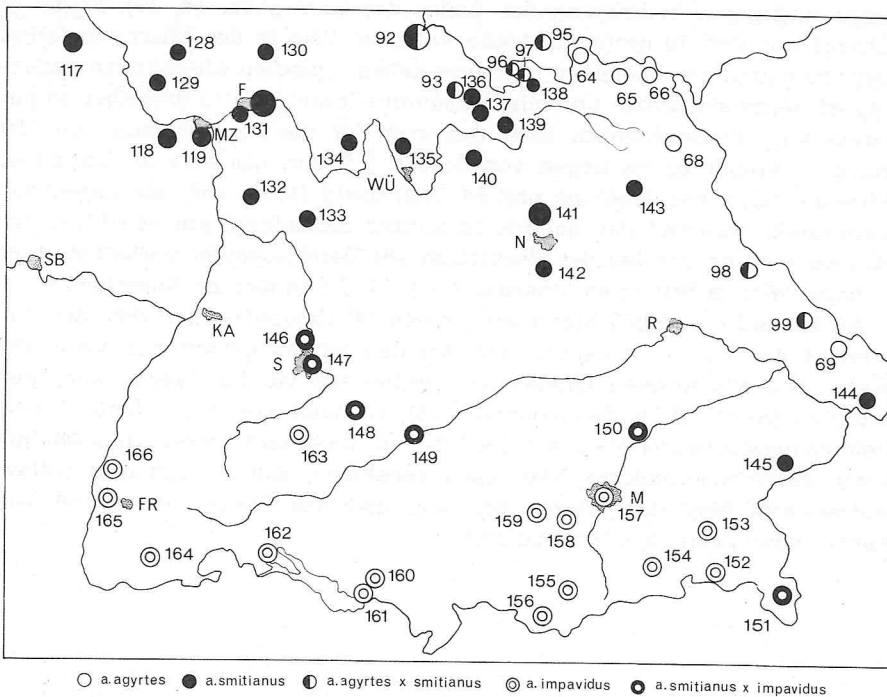 92 95
117 128 130 97
96 64
129 93 136 66
F 138 65
137
131
MZ 139
118 119 134 135 68
WÜ 140
132 143
133 141
N
SB 142 98
KA R 99
146 69
S 147
144
148 150
163 149
166 145
M
FR 157
165 159 153
162 158
164 154 152
160 155
161 156 151
a. agyrtes a. smitianus a. agyrtes x smitianus a. impavidus a. smitianus x impavidus